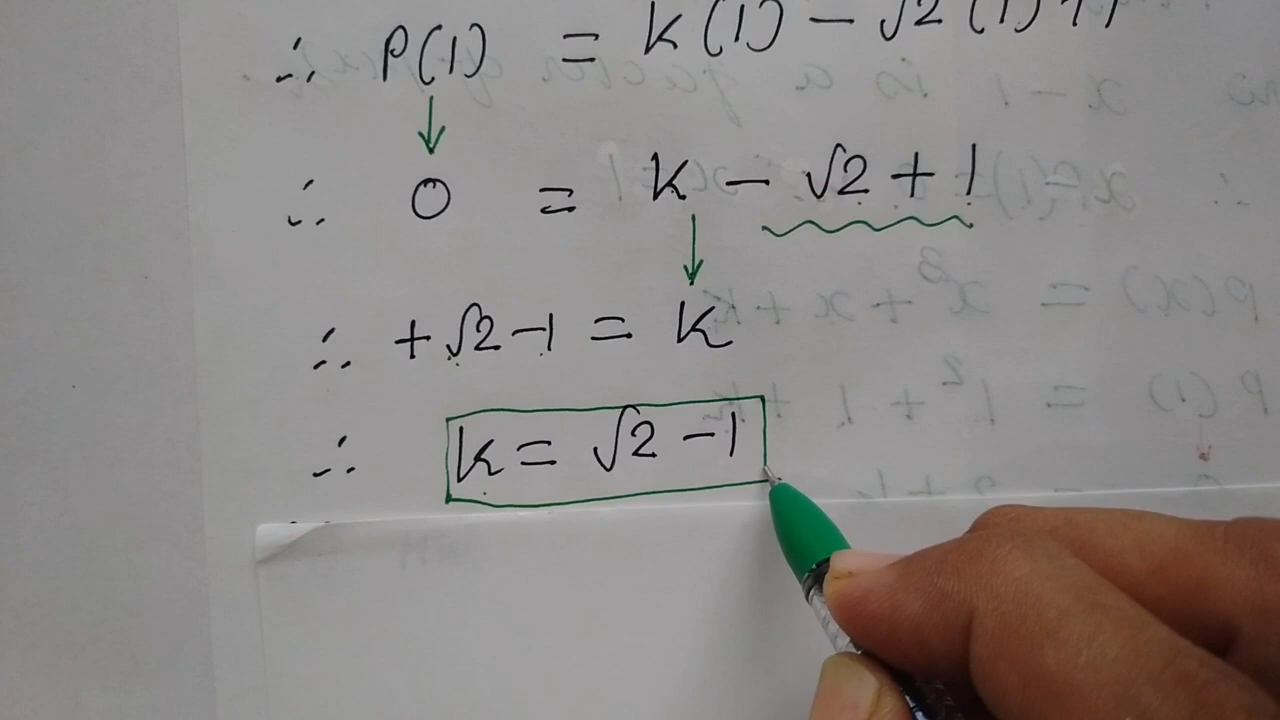 ∴ P(1) = k(1) − √2(1)+1
∴ 0 = k − √2 + 1
∴ +√2−1 = k
∴ k = √2 − 1